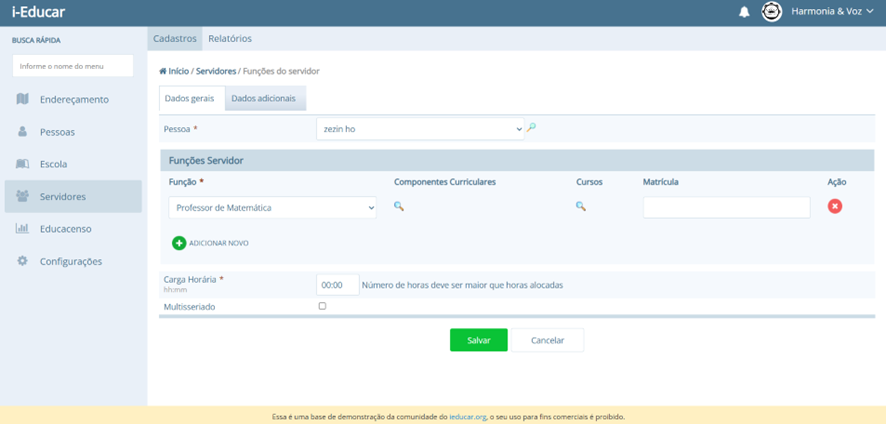 i-Educar
Harmonia & Voz
BUSCA RÁPIDA
Informe o nome do menu
Endereçamento
Pessoas
Escola
Servidores
Educacenso
Configurações
Cadastros Relatórios
Início / Servidores / Funções do servidor
Dados gerais Dados adicionais
Pessoa * zezin ho
Funções Servidor
Função * Componentes Curriculares Cursos Matrícula Ação
Professor de Matemática
ADICIONAR NOVO
Carga Horária * 00:00 Número de horas deve ser maior que horas alocadas
hh:mm
Multisseriado
Salvar Cancelar
Essa é uma base de demonstração da comunidade do ieducar.org, o seu uso para fins comerciais é proibido.